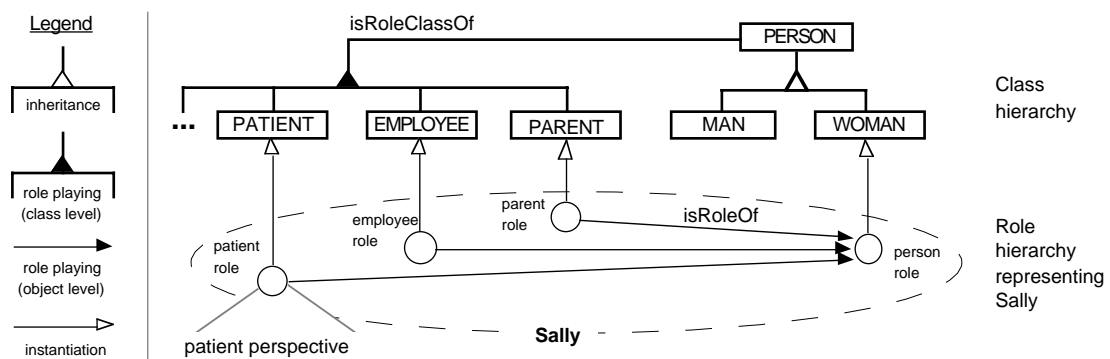 Legend
inheritance
role playing
(class level)
role playing
(object level)
instantiation
isRoleClassOf
PERSON
...
PATIENT
EMPLOYEE
PARENT
MAN
WOMAN
Class
hierarchy
patient
role
employee
role
parent
role
isRoleOf
person
role
Role
hierarchy
representing
Sally
Sally
patient perspective